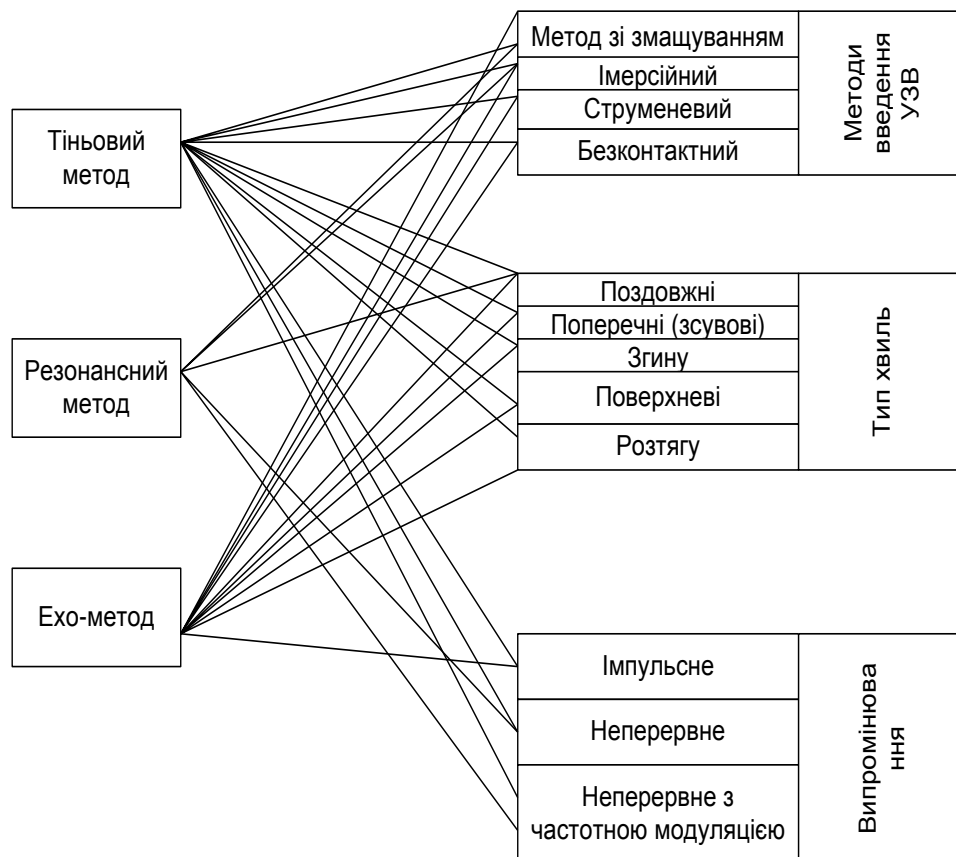 Тіньовий
метод
Резонансний
метод
Ехо-метод
Метод зі змащуванням
Імерсійний
Струменевий
Безконтактний
Методи
введення
УЗВ
Поздовжні
Поперечні (зсувові)
Згину
Поверхневі
Розтягу
Тип хвиль
Імпульсне
Неперервне
Неперервне з
частотною модуляцією
Випромінюва
ння